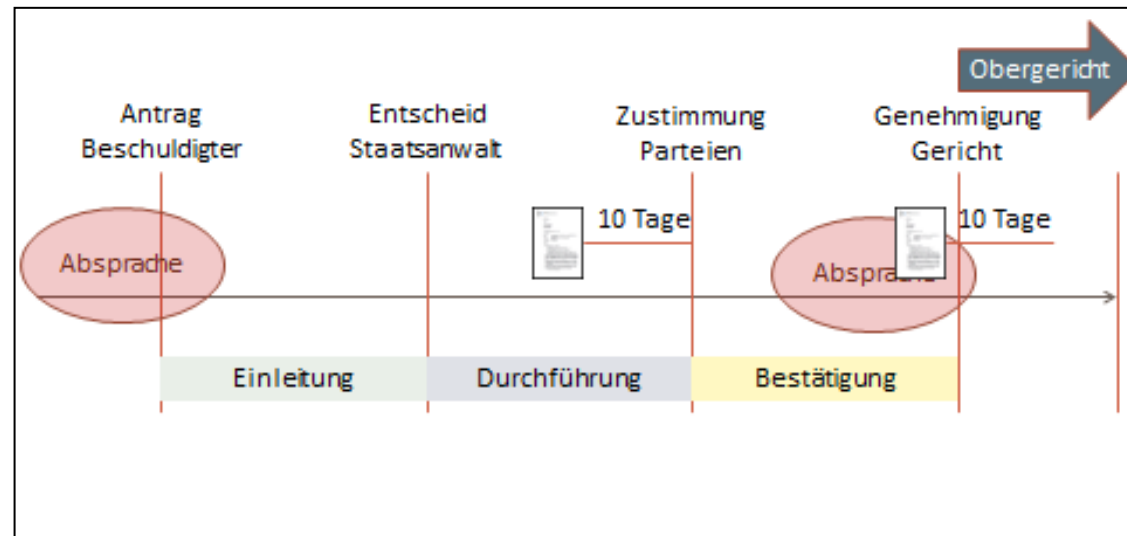 Obergericht
Antrag
Beschuldigter
Entscheid
Staatsanwalt
Zustimmung
Parteien
Genehmigung
Gericht
10 Tage
10 Tage
Absprache
Absprache
Einleitung
Durchführung
Bestätigung